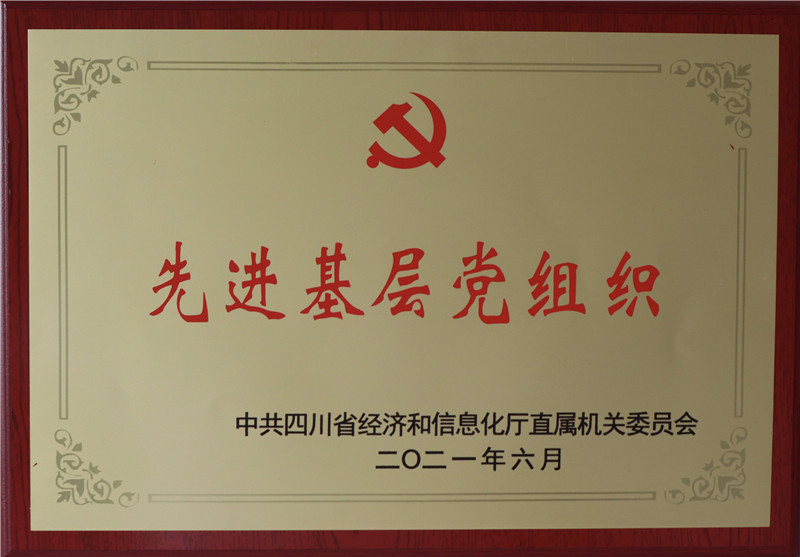 先进基层党组织
中共四川省经济和信息化厅直属机关委员会
二〇二一年六月